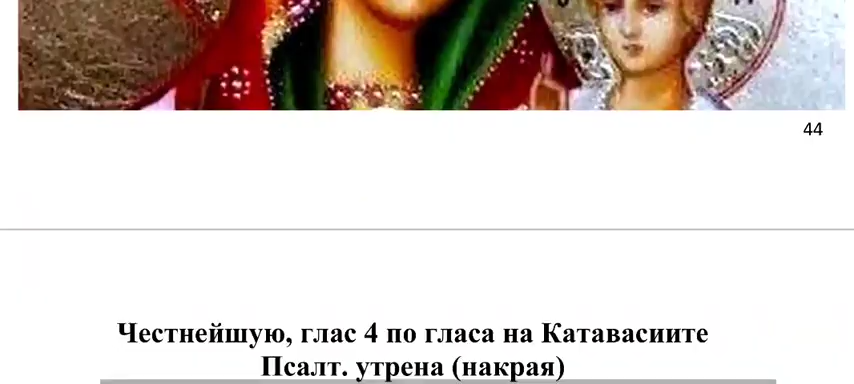 44
Честнейшую, глас 4 по гласа на Катавасиите
Псалт. утрена (накрая)